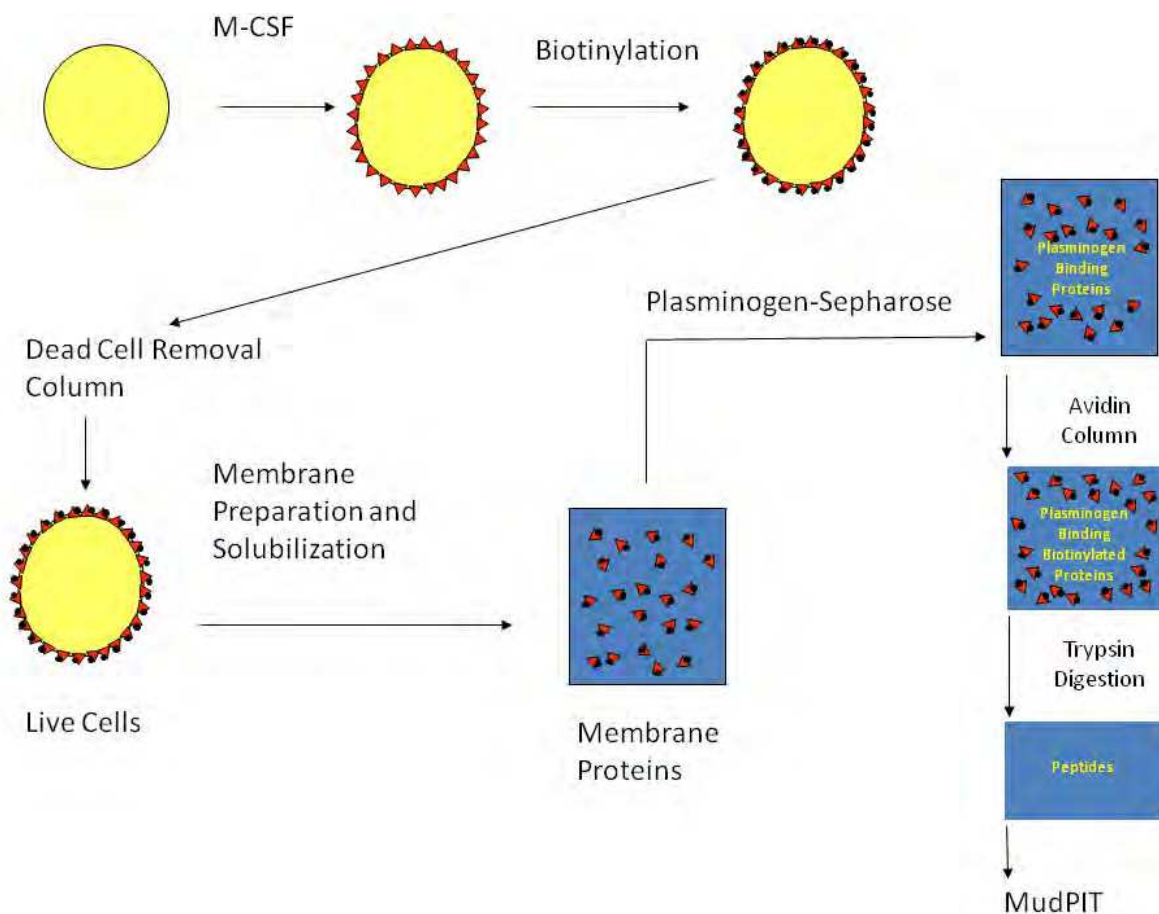 M-CSF
Biotinylation
Dead Cell Removal
Column
Live Cells
Membrane
Preparation and
Solubilization
Membrane
Proteins
Plasminogen-Sepharose
Plasminogen
Binding
Proteins
Avidin
Column
Plasminogen
Binding
Biotinylated
Proteins
Trypsin
Digestion
Peptides
MudPIT